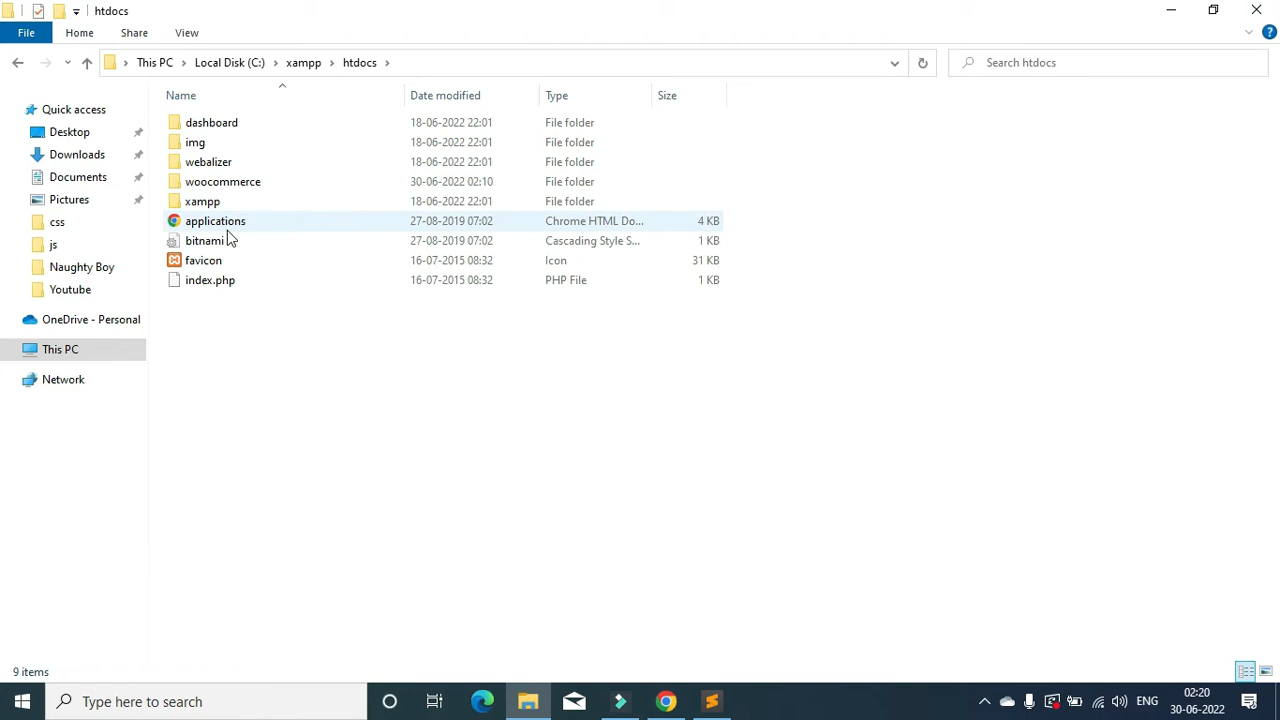 htdocs
File Home Share View
This PC Local Disk (C:) xampp htdocs Search htdocs
Name Date modified Type Size
Quick access
Desktop
Downloads
Documents
Pictures
css
js
Naughty Boy
Youtube
OneDrive - Personal
This PC
Network
dashboard 18-06-2022 22:01 File folder
img 18-06-2022 22:01 File folder
webalizer 18-06-2022 22:01 File folder
woocommerce 30-06-2022 02:10 File folder
xampp 18-06-2022 22:01 File folder
applications 27-08-2019 07:02 Chrome HTML Do... 4 KB
bitnami 27-08-2019 07:02 Cascading Style S... 1 KB
favicon 16-07-2015 08:32 Icon 31 KB
index.php 16-07-2015 08:32 PHP File 1 KB
9 items
Type here to search ENG 02:20
30-06-2022